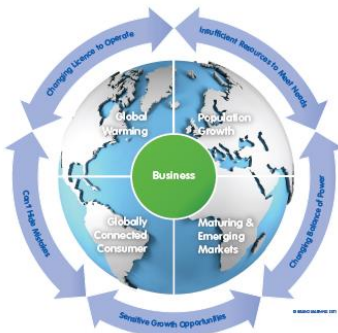 Changing Licence to Operate
Insufficient Resources to Meet Needs
Global
Warming
Population
Growth
Business
Can't Hide Mistakes
Changing Balance of Power
Globally
Connected
Consumer
Maturing &
Emerging
Markets
Sensitive Growth Opportunities